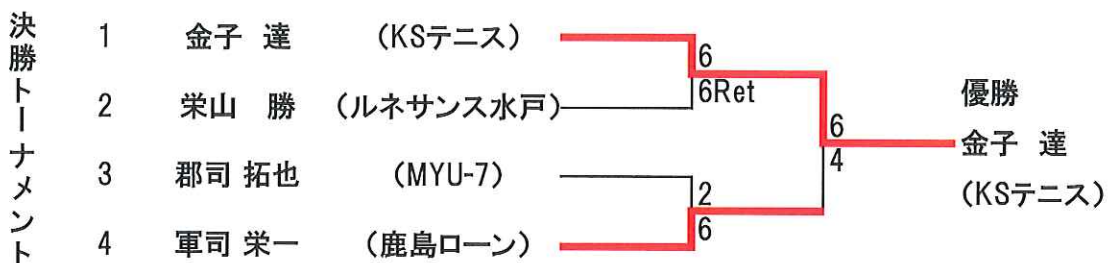 決勝トーナメント
1 金子 達 (KSテニス)
6
6Ret
2 栄山 勝 (ルネサンス水戸)
優勝
6
金子 達
4
(KSテニス)
3 郡司 拓也 (MYU-7)
2
6
4 軍司 栄一 (鹿島ローン)